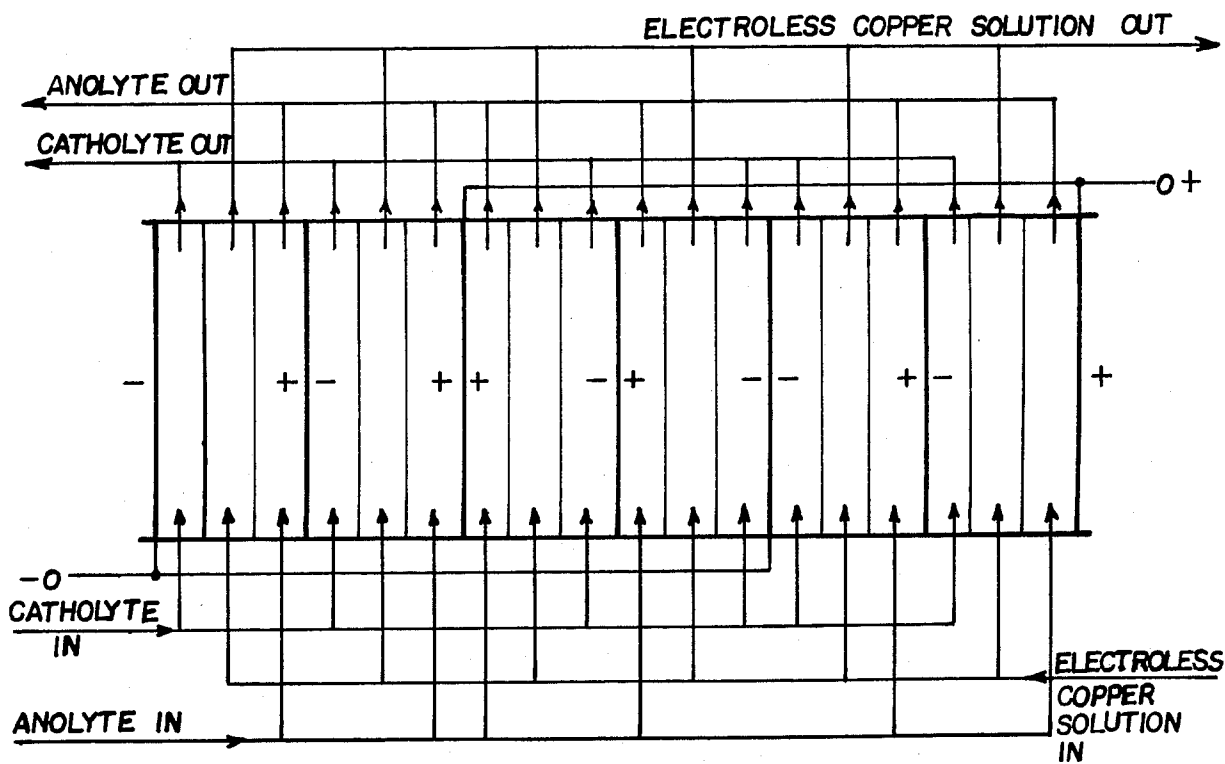 ELECTROLESS COPPER SOLUTION OUT
ANOLYTE OUT
CATHOLYTE OUT
o +
- + - + + - + - - + - +
-o
CATHOLYTE
IN
ELECTROLESS
COPPER
SOLUTION
IN
ANOLYTE IN